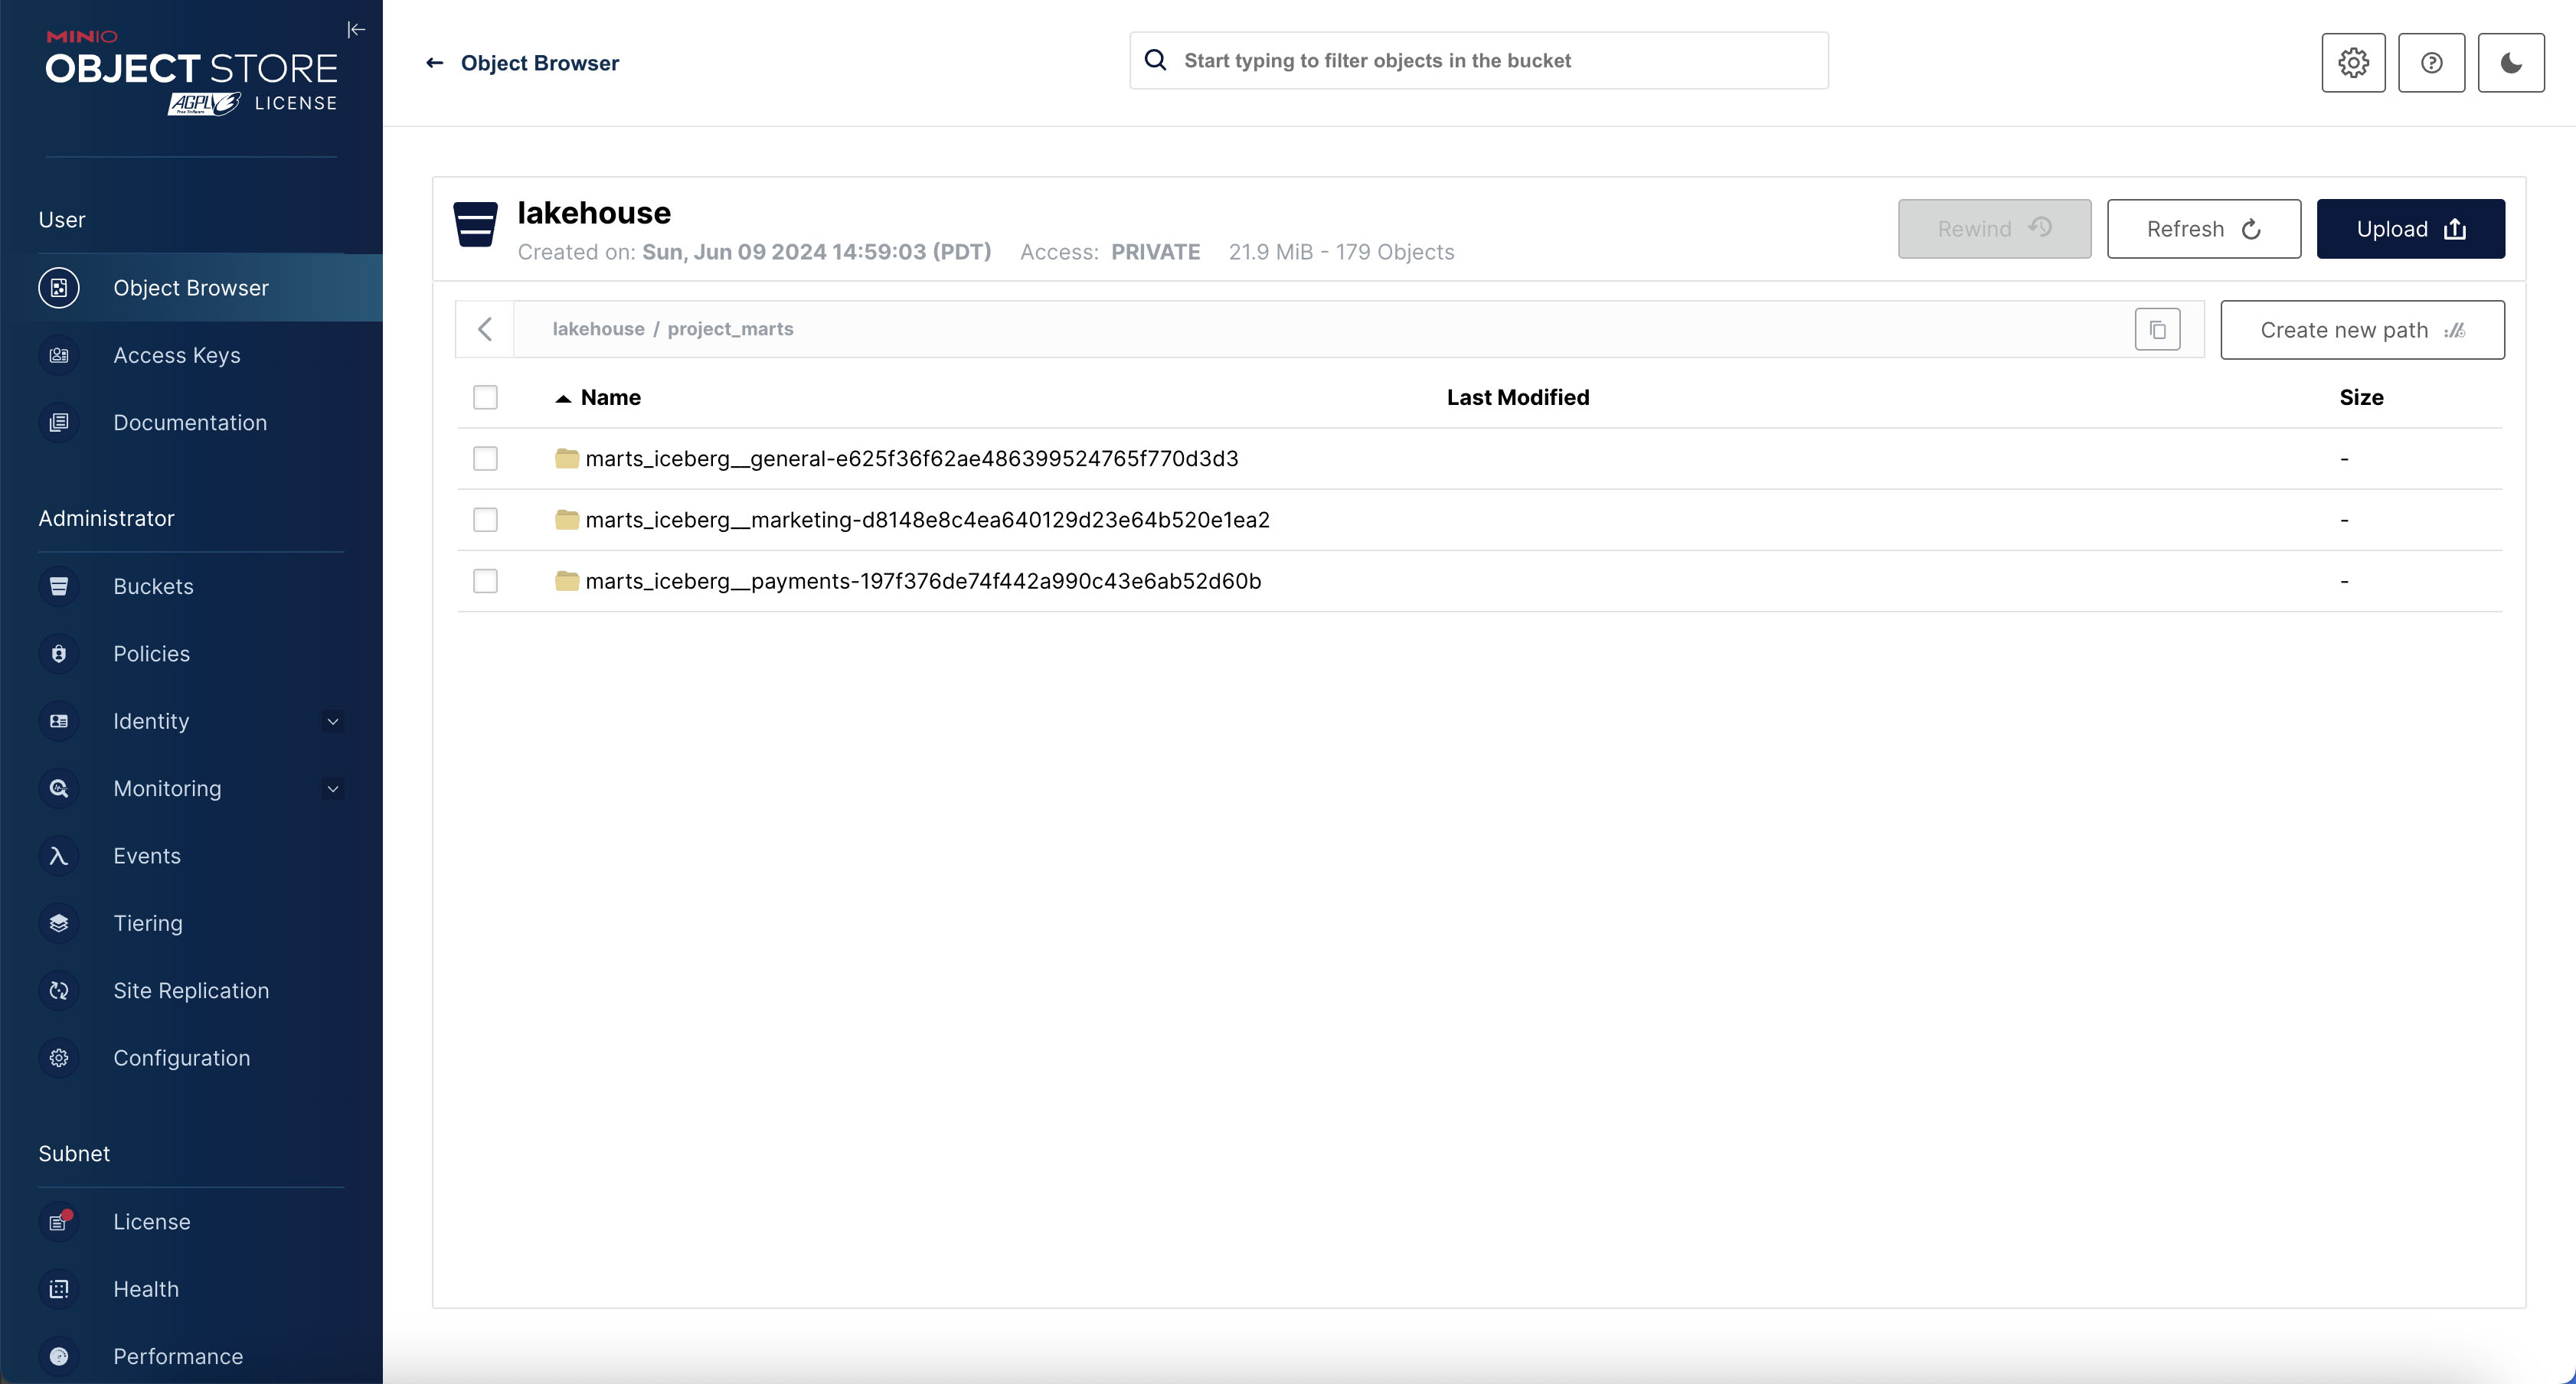 MINIO
OBJECT STORE
AGPLv3 LICENSE
Free Software
User
Object Browser
Access Keys
Documentation
Administrator
Buckets
Policies
Identity
Monitoring
Events
Tiering
Site Replication
Configuration
Subnet
License
Health
Performance
Object Browser
Start typing to filter objects in the bucket
lakehouse
Created on: Sun, Jun 09 2024 14:59:03 (PDT) Access: PRIVATE 21.9 MiB - 179 Objects
Rewind
Refresh
Upload
lakehouse / project_marts
Create new path
Name Last Modified Size
marts_iceberg__general-e625f36f62ae486399524765f770d3d3 -
marts_iceberg__marketing-d8148e8c4ea640129d23e64b520e1ea2 -
marts_iceberg__payments-197f376de74f442a990c43e6ab52d60b -